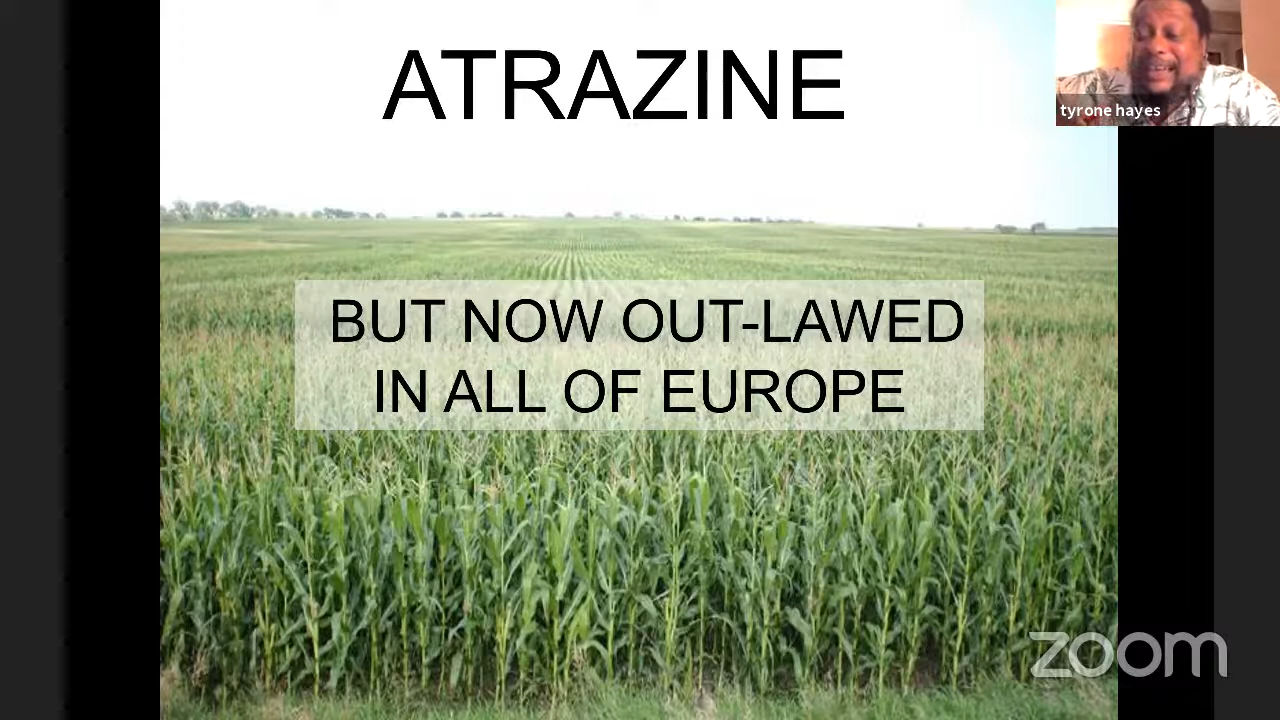 ATRAZINE
tyrone hayes
BUT NOW OUT-LAWED
IN ALL OF EUROPE
zoom